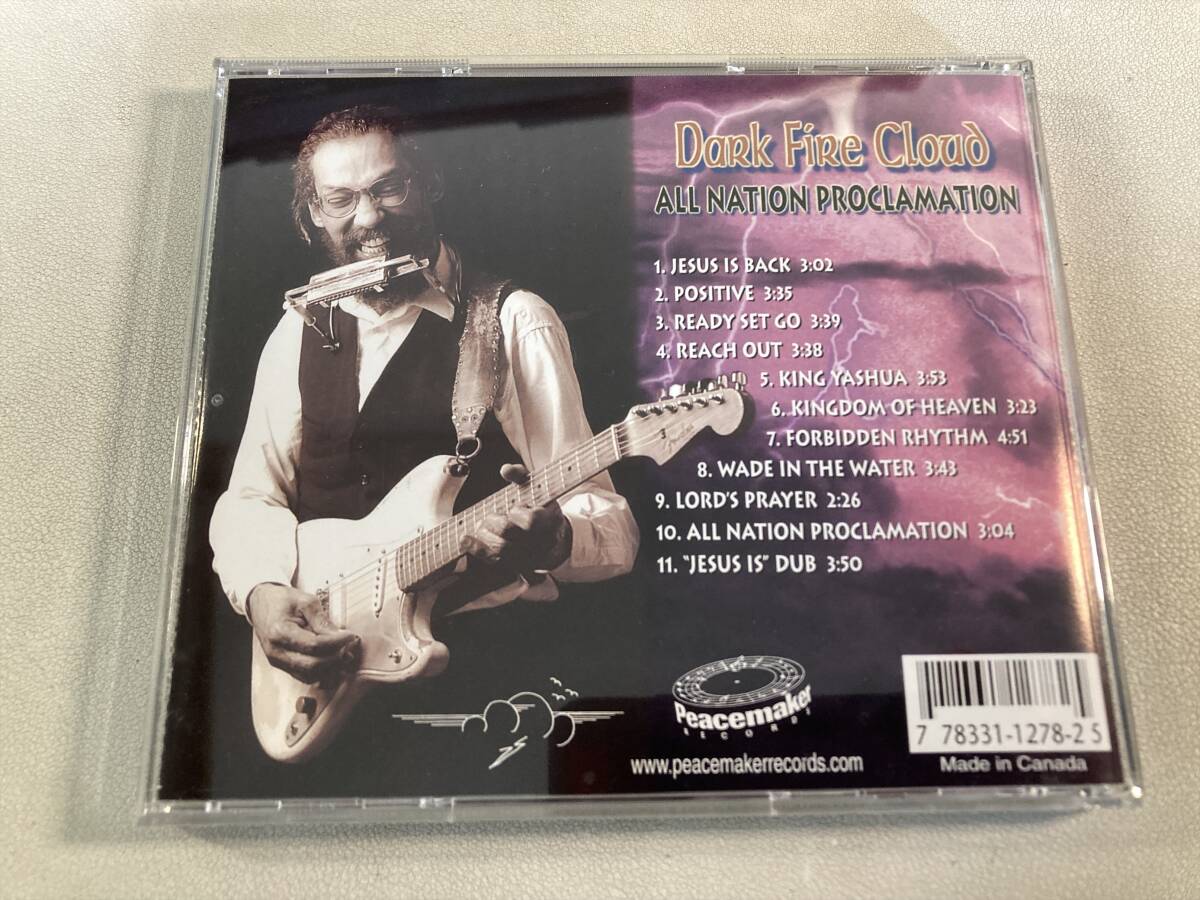 Dark Fire Cloud
ALL NATION PROCLAMATION
1. JESUS IS BACK 3:02
2. POSITIVE 3:35
3. READY SET GO 3:39
4. REACH OUT 3:38
5. KING YASHUA 3:53
6. KINGDOM OF HEAVEN 3:23
7. FORBIDDEN RHYTHM 4:51
8. WADE IN THE WATER 3:43
9. LORD'S PRAYER 2:26
10. ALL NATION PROCLAMATION 3:04
11. "JESUS IS" DUB 3:50
Peacemaker
RECORDS
www.peacemakerrecords.com
7 78331-1278-2 5
Made in Canada